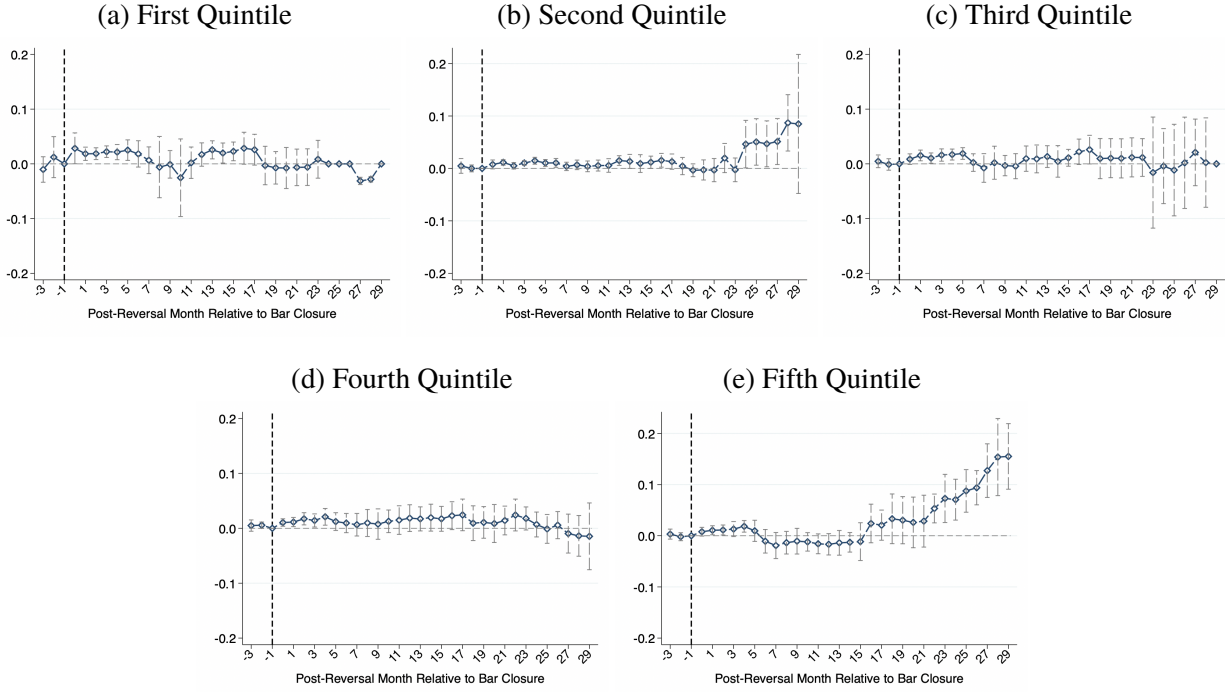 (a) First Quintile
0.2
0.1
0.0
-0.1
-0.2
-3 -1 1 3 5 7 9 11 13 15 17 19 21 23 25 27 29
Post-Reversal Month Relative to Bar Closure
(b) Second Quintile
0.2
0.1
0.0
-0.1
-0.2
-3 -1 1 3 5 7 9 11 13 15 17 19 21 23 25 27 29
Post-Reversal Month Relative to Bar Closure
(c) Third Quintile
0.2
0.1
0.0
-0.1
-0.2
-3 -1 1 3 5 7 9 11 13 15 17 19 21 23 25 27 29
Post-Reversal Month Relative to Bar Closure
(d) Fourth Quintile
0.2
0.1
0.0
-0.1
-0.2
-3 -1 1 3 5 7 9 11 13 15 17 19 21 23 25 27 29
Post-Reversal Month Relative to Bar Closure
(e) Fifth Quintile
0.2
0.1
0.0
-0.1
-0.2
-3 -1 1 3 5 7 9 11 13 15 17 19 21 23 25 27 29
Post-Reversal Month Relative to Bar Closure